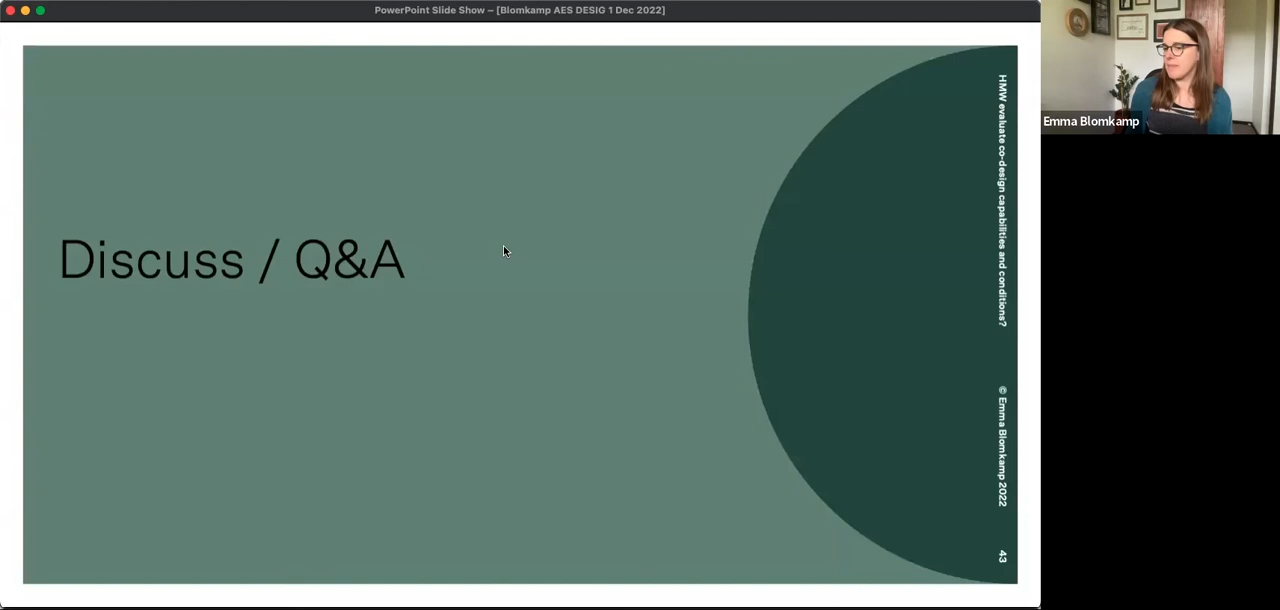 PowerPoint Slide Show – [Blomkamp AES DESIG 1 Dec 2022]
Discuss / Q&A
HMW evaluate co-design capabilities and conditions?
© Emma Blomkamp 2022
43
Emma Blomkamp